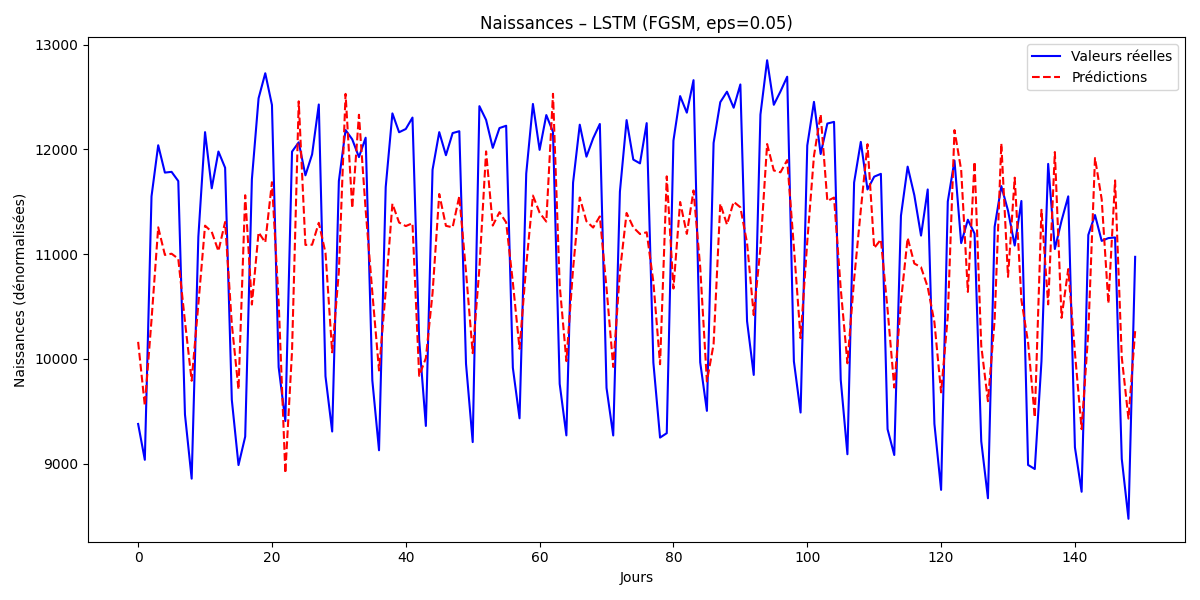 Naissances – LSTM (FGSM, eps=0.05)
Naissances (dénormalisées)
13000
12000
11000
10000
9000
Valeurs réelles
Prédictions
0 20 40 60 80 100 120 140
Jours